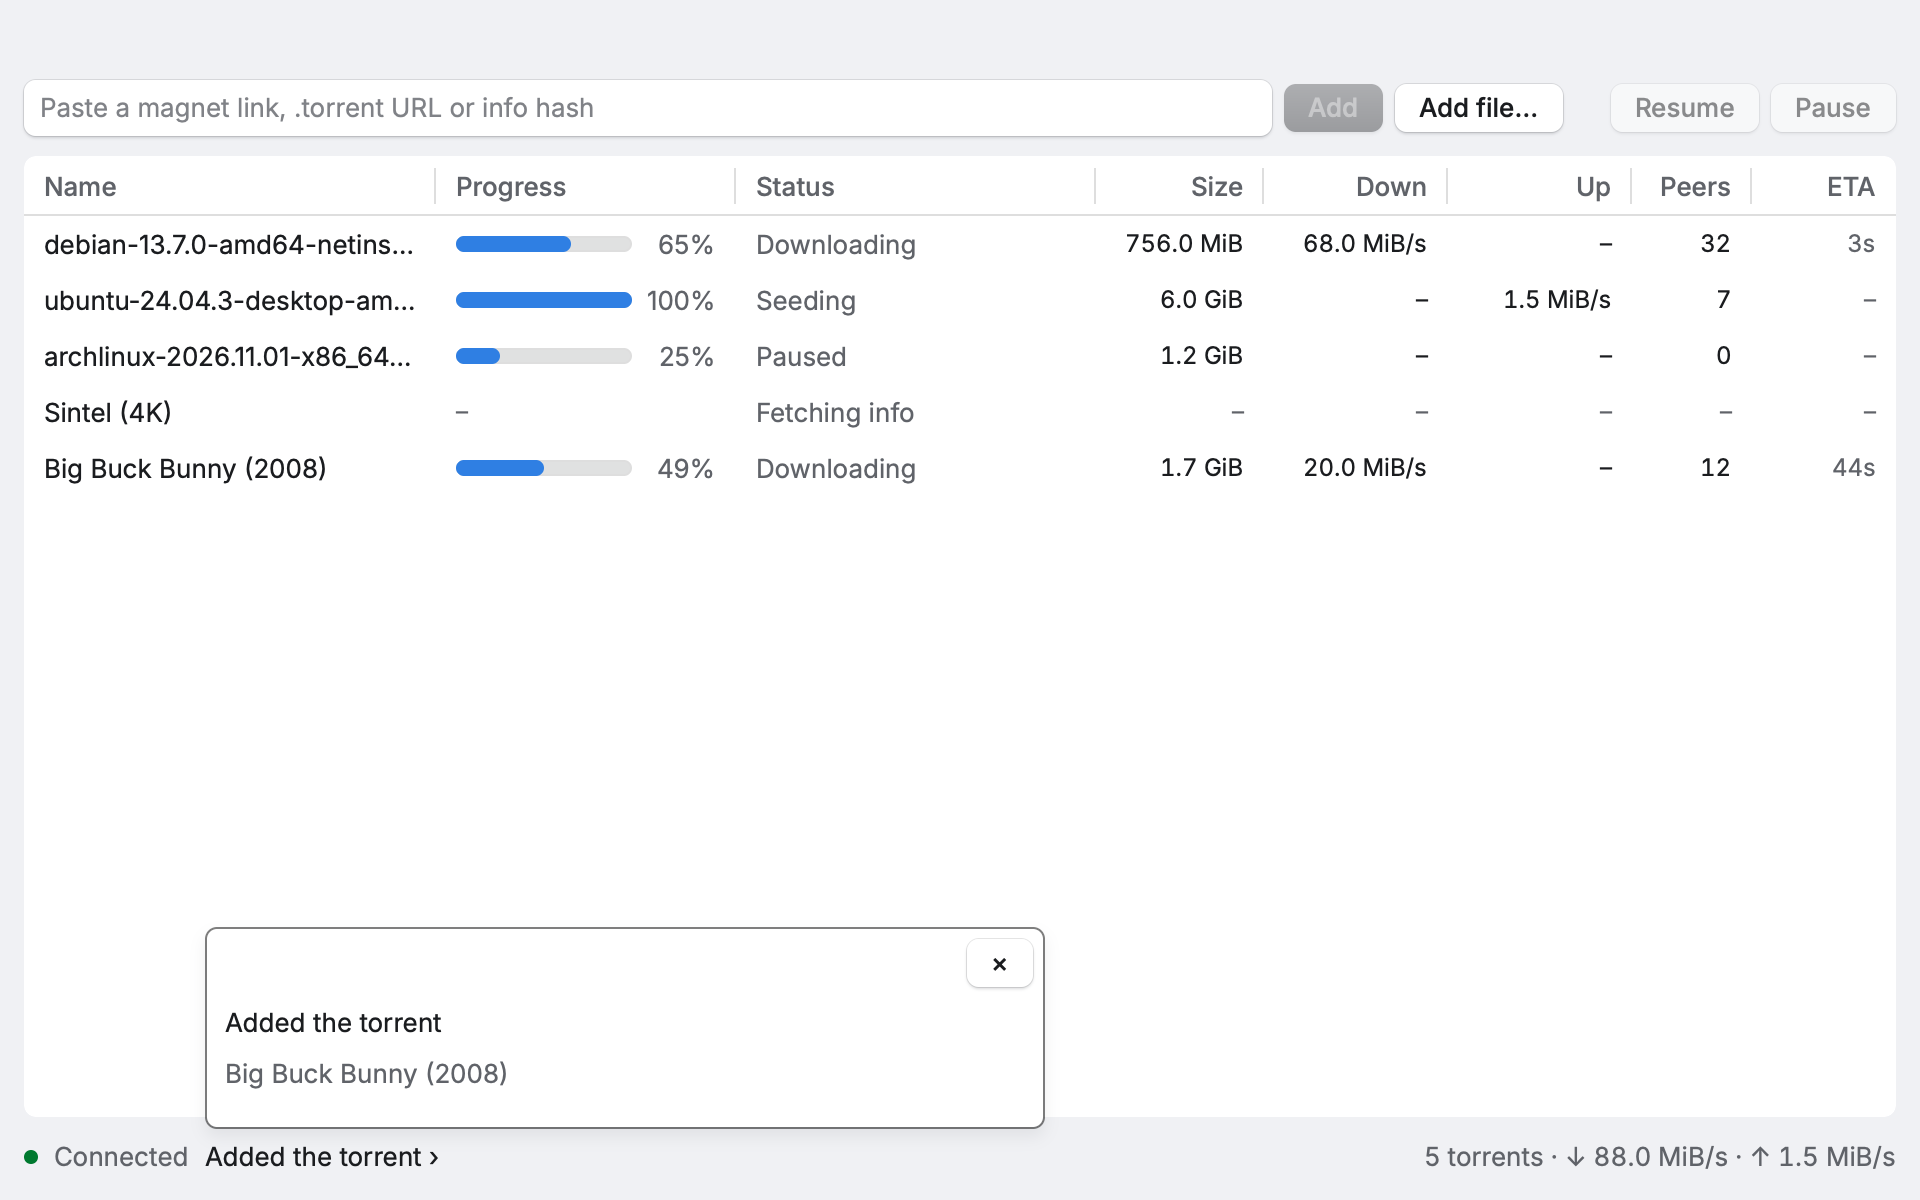 Paste a magnet link, .torrent URL or info hash Add Add file... Resume Pause
Name Progress Status Size Down Up Peers ETA
debian-13.7.0-amd64-netins... 65% Downloading 756.0 MiB 68.0 MiB/s – 32 3s
ubuntu-24.04.3-desktop-am... 100% Seeding 6.0 GiB – 1.5 MiB/s 7 –
archlinux-2026.11.01-x86_64... 25% Paused 1.2 GiB – – 0 –
Sintel (4K) – Fetching info – – – – –
Big Buck Bunny (2008) 49% Downloading 1.7 GiB 20.0 MiB/s – 12 44s
×
Added the torrent
Big Buck Bunny (2008)
Connected Added the torrent › 5 torrents · ↓ 88.0 MiB/s · ↑ 1.5 MiB/s